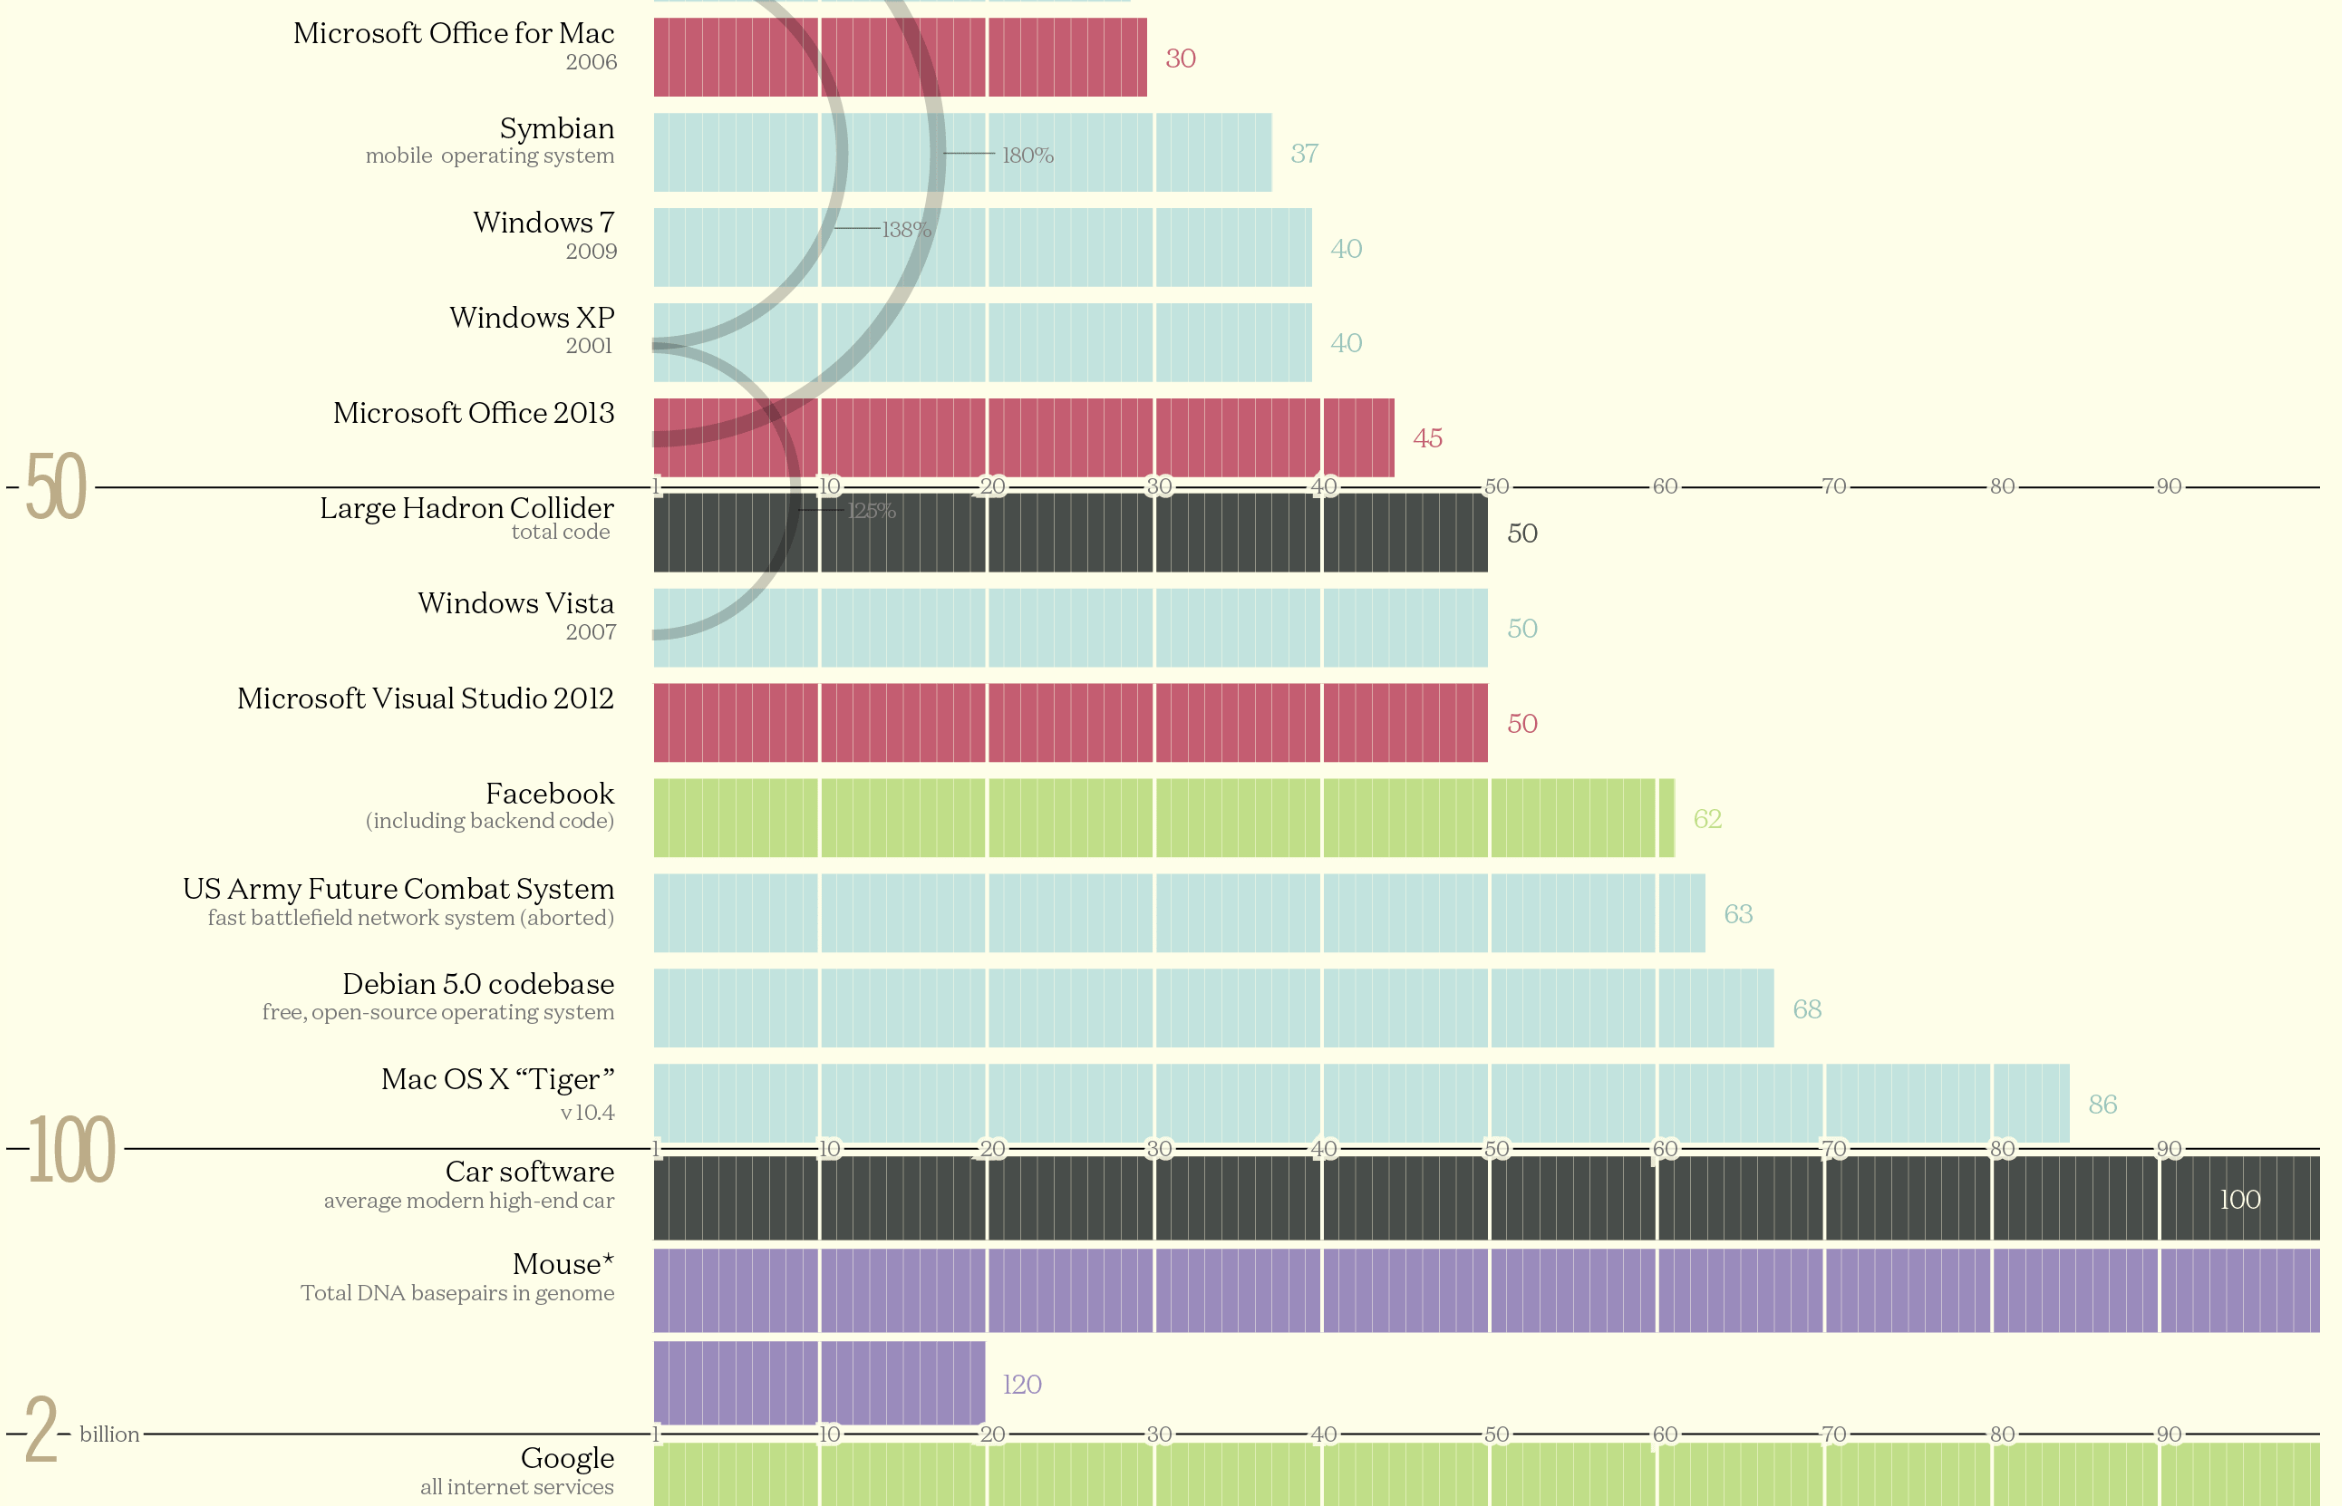 Microsoft Office for Mac
2006
30
Symbian
mobile operating system
37
180%
Windows 7
2009
40
138%
Windows XP
2001
40
Microsoft Office 2013
45
50
1 10 20 30 40 50 60 70 80 90
Large Hadron Collider
total code
125%
50
Windows Vista
2007
50
Microsoft Visual Studio 2012
50
Facebook
(including backend code)
62
US Army Future Combat System
fast battlefield network system (aborted)
63
Debian 5.0 codebase
free, open-source operating system
68
Mac OS X “Tiger”
v 10.4
86
100
1 10 20 30 40 50 60 70 80 90
Car software
average modern high-end car
100
Mouse*
Total DNA basepairs in genome
120
2 billion
1 10 20 30 40 50 60 70 80 90
Google
all internet services